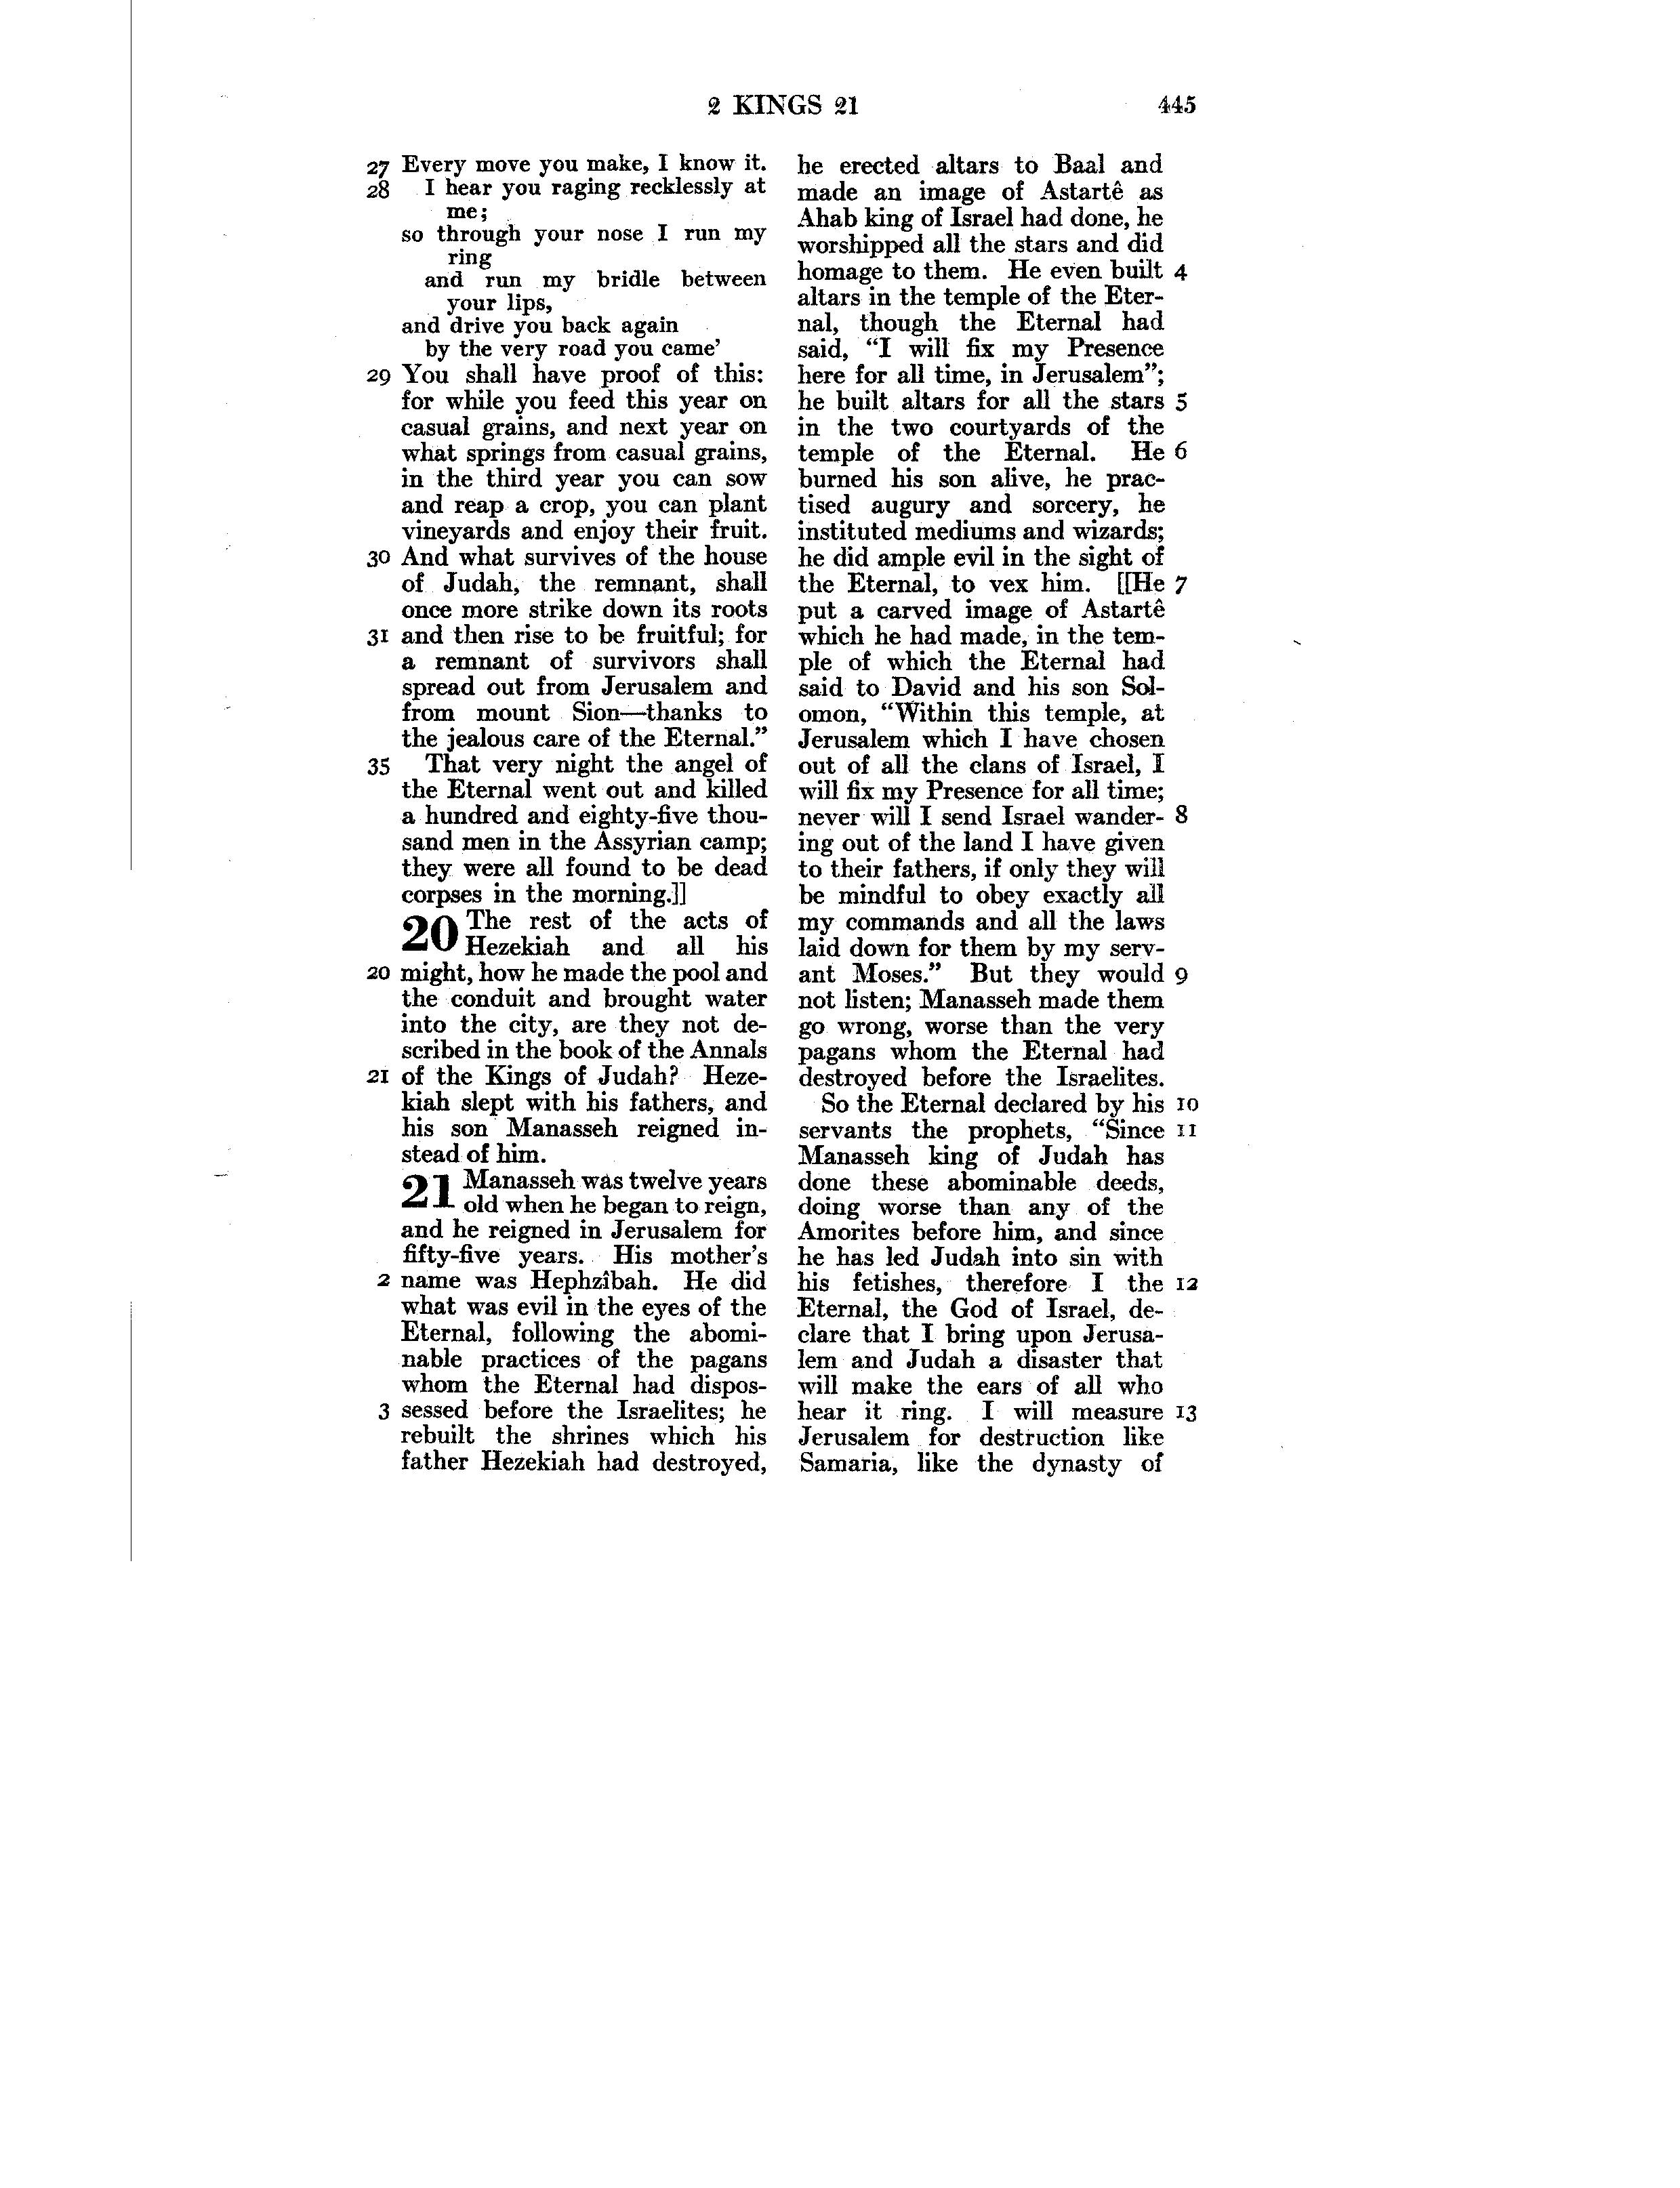 2 KINGS 21 445
27 Every move you make, I know it.
28 I hear you raging recklessly at
me;
so through your nose I run my
ring
and run my bridle between
your lips,
and drive you back again
by the very road you came’
29 You shall have proof of this:
for while you feed this year on
casual grains, and next year on
what springs from casual grains,
in the third year you can sow
and reap a crop, you can plant
vineyards and enjoy their fruit.
30 And what survives of the house
of Judah, the remnant, shall
once more strike down its roots
31 and then rise to be fruitful; for
a remnant of survivors shall
spread out from Jerusalem and
from mount Sion—thanks to
the jealous care of the Eternal.”
35 That very night the angel of
the Eternal went out and killed
a hundred and eighty-five thou-
sand men in the Assyrian camp;
they were all found to be dead
corpses in the morning.]]
20 The rest of the acts of
Hezekiah and all his
20 might, how he made the pool and
the conduit and brought water
into the city, are they not de-
scribed in the book of the Annals
21 of the Kings of Judah? Heze-
kiah slept with his fathers, and
his son Manasseh reigned in-
stead of him.
21 Manasseh was twelve years
old when he began to reign,
and he reigned in Jerusalem for
fifty-five years. His mother’s
2 name was Hephzîbah. He did
what was evil in the eyes of the
Eternal, following the abomi-
nable practices of the pagans
whom the Eternal had dispos-
3 sessed before the Israelites; he
rebuilt the shrines which his
father Hezekiah had destroyed,
he erected altars to Baal and
made an image of Astartê as
Ahab king of Israel had done, he
worshipped all the stars and did
homage to them. He even built 4
altars in the temple of the Eter-
nal, though the Eternal had
said, “I will fix my Presence
here for all time, in Jerusalem”;
he built altars for all the stars 5
in the two courtyards of the
temple of the Eternal. He 6
burned his son alive, he prac-
tised augury and sorcery, he
instituted mediums and wizards;
he did ample evil in the sight of
the Eternal, to vex him. [[He 7
put a carved image of Astartê
which he had made, in the tem-
ple of which the Eternal had
said to David and his son Sol-
omon, “Within this temple, at
Jerusalem which I have chosen
out of all the clans of Israel, I
will fix my Presence for all time;
never will I send Israel wander- 8
ing out of the land I have given
to their fathers, if only they will
be mindful to obey exactly all
my commands and all the laws
laid down for them by my serv-
ant Moses.” But they would 9
not listen; Manasseh made them
go wrong, worse than the very
pagans whom the Eternal had
destroyed before the Israelites.
So the Eternal declared by his 10
servants the prophets, “Since 11
Manasseh king of Judah has
done these abominable deeds,
doing worse than any of the
Amorites before him, and since
he has led Judah into sin with
his fetishes, therefore I the 12
Eternal, the God of Israel, de-
clare that I bring upon Jerusa-
lem and Judah a disaster that
will make the ears of all who
hear it ring. I will measure 13
Jerusalem for destruction like
Samaria, like the dynasty of